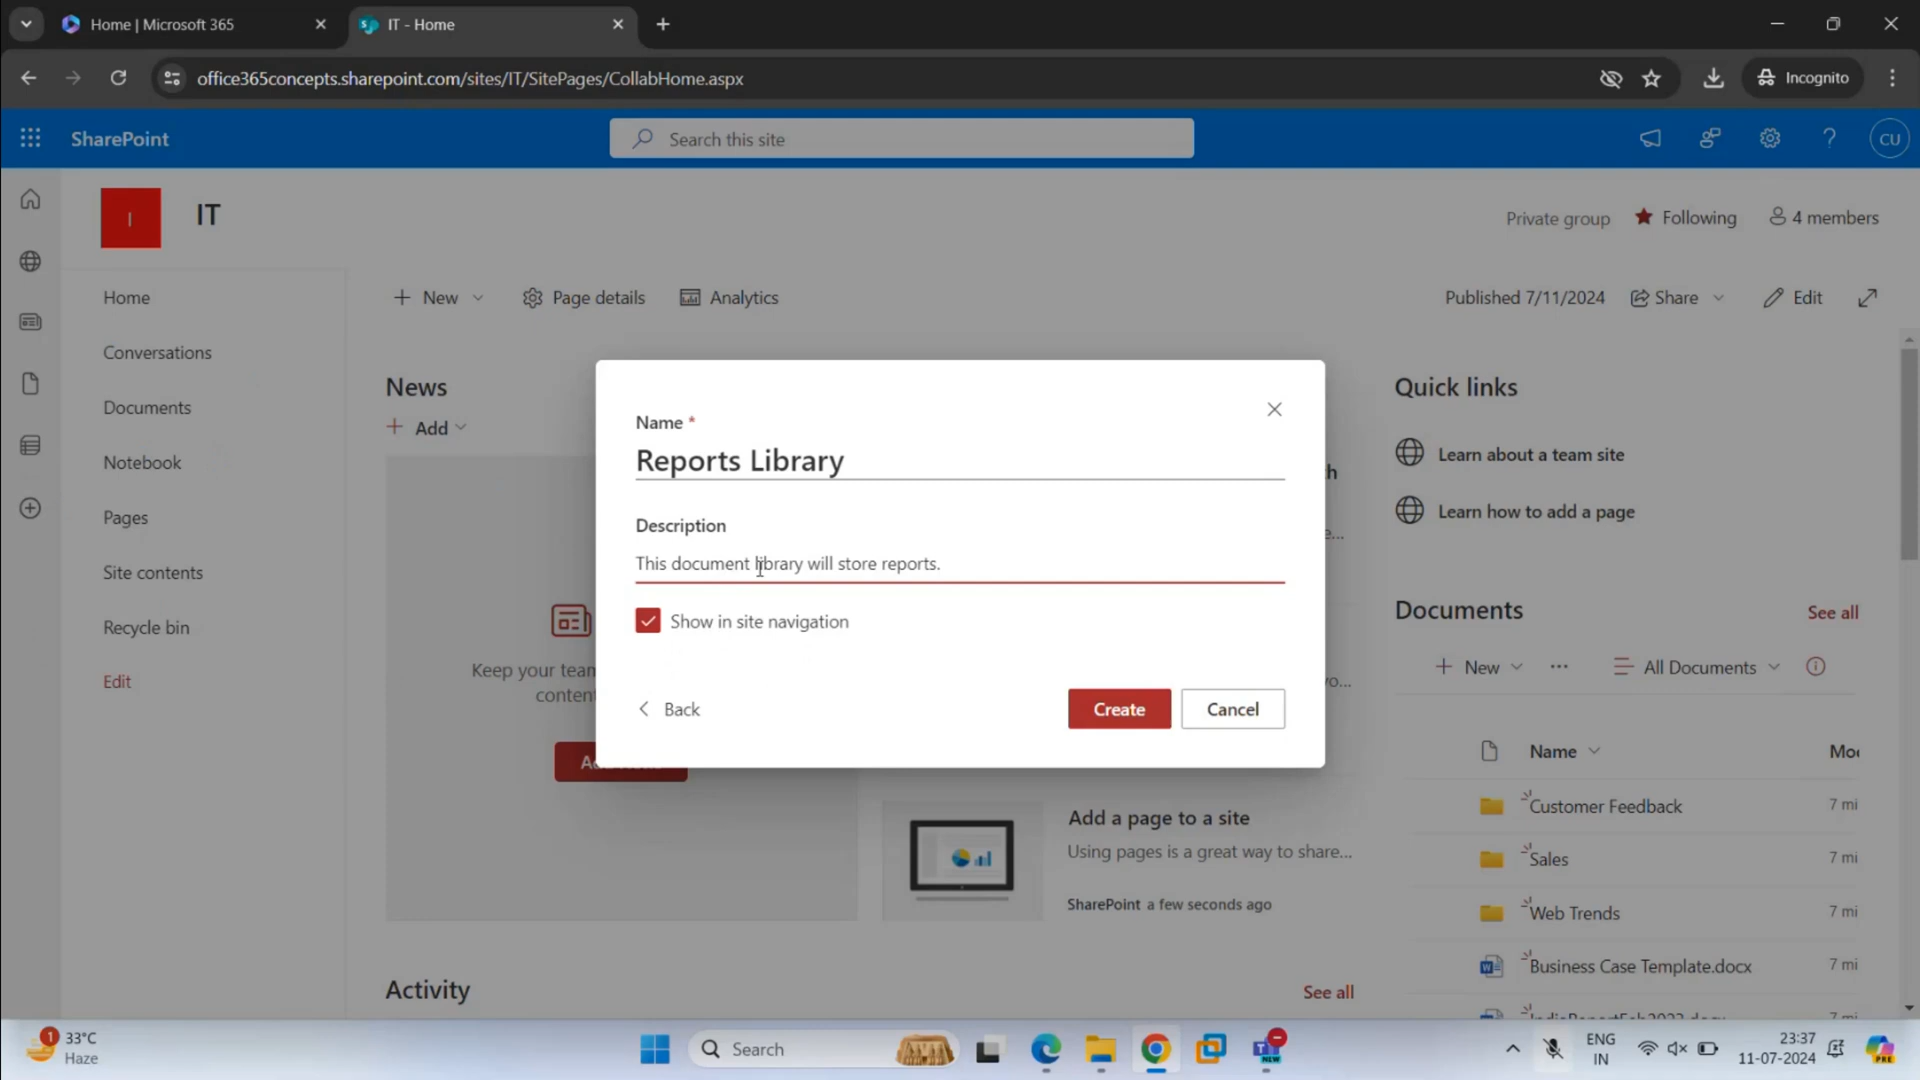 Home | Microsoft 365
IT - Home
office365concepts.sharepoint.com/sites/IT/SitePages/CollabHome.aspx
Incognito
SharePoint
Search this site
CU
I
IT
Private group
Following
4 members
Home
Conversations
Documents
Notebook
Pages
Site contents
Recycle bin
Edit
New
Page details
Analytics
Published 7/11/2024
Share
Edit
News
Add
Keep your team
content
Name *
Reports Library
Description
This document library will store reports.
Show in site navigation
Back
Create
Cancel
Add a page to a site
Using pages is a great way to share...
SharePoint a few seconds ago
Activity
See all
Quick links
Learn about a team site
Learn how to add a page
Documents
See all
New
All Documents
Name
Customer Feedback
7 mi
Sales
7 mi
Web Trends
7 mi
Business Case Template.docx
7 mi
1
33°C
Haze
Search
NEW
ENG
IN
23:37
11-07-2024
PRE